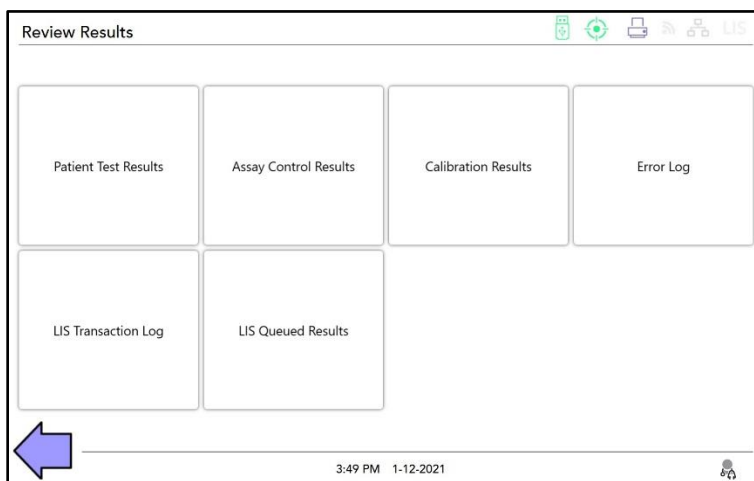 Review Results
LIS
Patient Test Results
Assay Control Results
Calibration Results
Error Log
LIS Transaction Log
LIS Queued Results
3:49 PM 1-12-2021